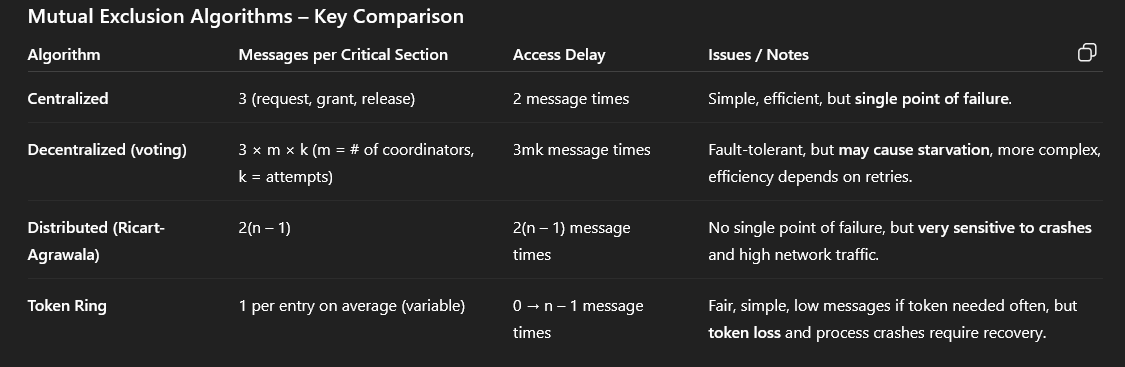 Mutual Exclusion Algorithms – Key Comparison
Algorithm Messages per Critical Section Access Delay Issues / Notes
Centralized 3 (request, grant, release) 2 message times Simple, efficient, but single point of failure.
Decentralized (voting) 3 × m × k (m = # of coordinators, 3mk message times Fault-tolerant, but may cause starvation, more complex,
k = attempts) efficiency depends on retries.
Distributed (Ricart- 2(n – 1) 2(n – 1) message No single point of failure, but very sensitive to crashes
Agrawala) times and high network traffic.
Token Ring 1 per entry on average (variable) 0 → n – 1 message Fair, simple, low messages if token needed often, but
times token loss and process crashes require recovery.